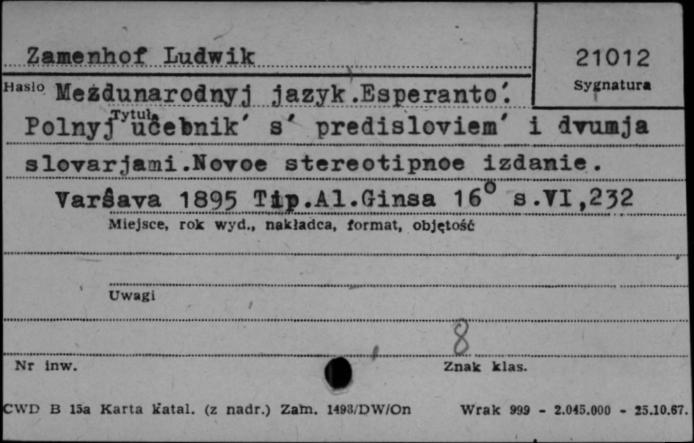 Zamenhof Ludwik
21012
Hasło
Sygnatura
Meżdunarodnyj jazyk.Esperanto'.
Tytuł
Polnyj učebnik' s' predisloviem' i dvumja
slovarjami.Novoe stereotipnoe izdanie.
Varšava 1895 Tip.Al.Ginsa 16° s.VI,232
Miejsce, rok wyd., nakładca, format, objętość
Uwagi
8
Nr inw.
Znak klas.
CWD B 15a Karta katal. (z nadr.) Zam. 1493/DW/On
Wrak 999 - 2.045.000 - 25.10.67.